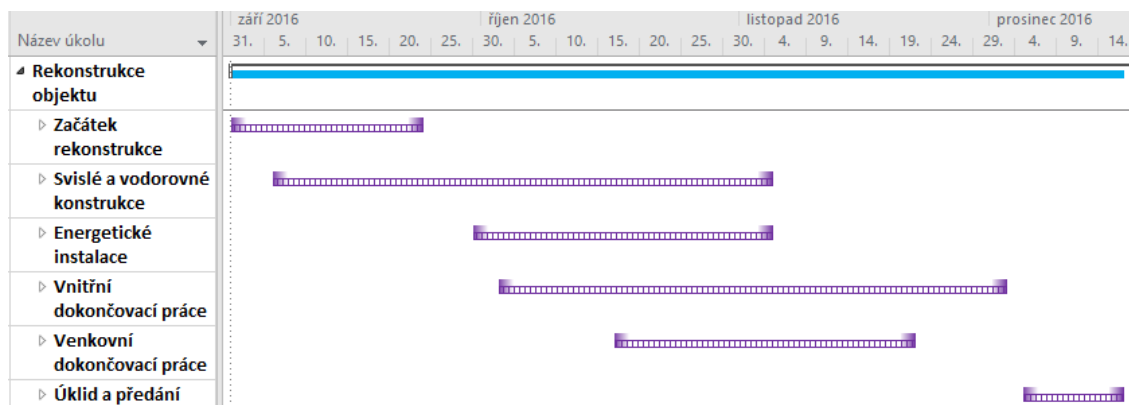 září 2016 říjen 2016 listopad 2016 prosinec 2016
Název úkolu 31. 5. 10. 15. 20. 25. 30. 5. 10. 15. 20. 25. 30. 4. 9. 14. 19. 24. 29. 4. 9. 14.
Rekonstrukce
objektu
Začátek
rekonstrukce
Svislé a vodorovné
konstrukce
Energetické
instalace
Vnitřní
dokončovací práce
Venkovní
dokončovací práce
Úklid a předání